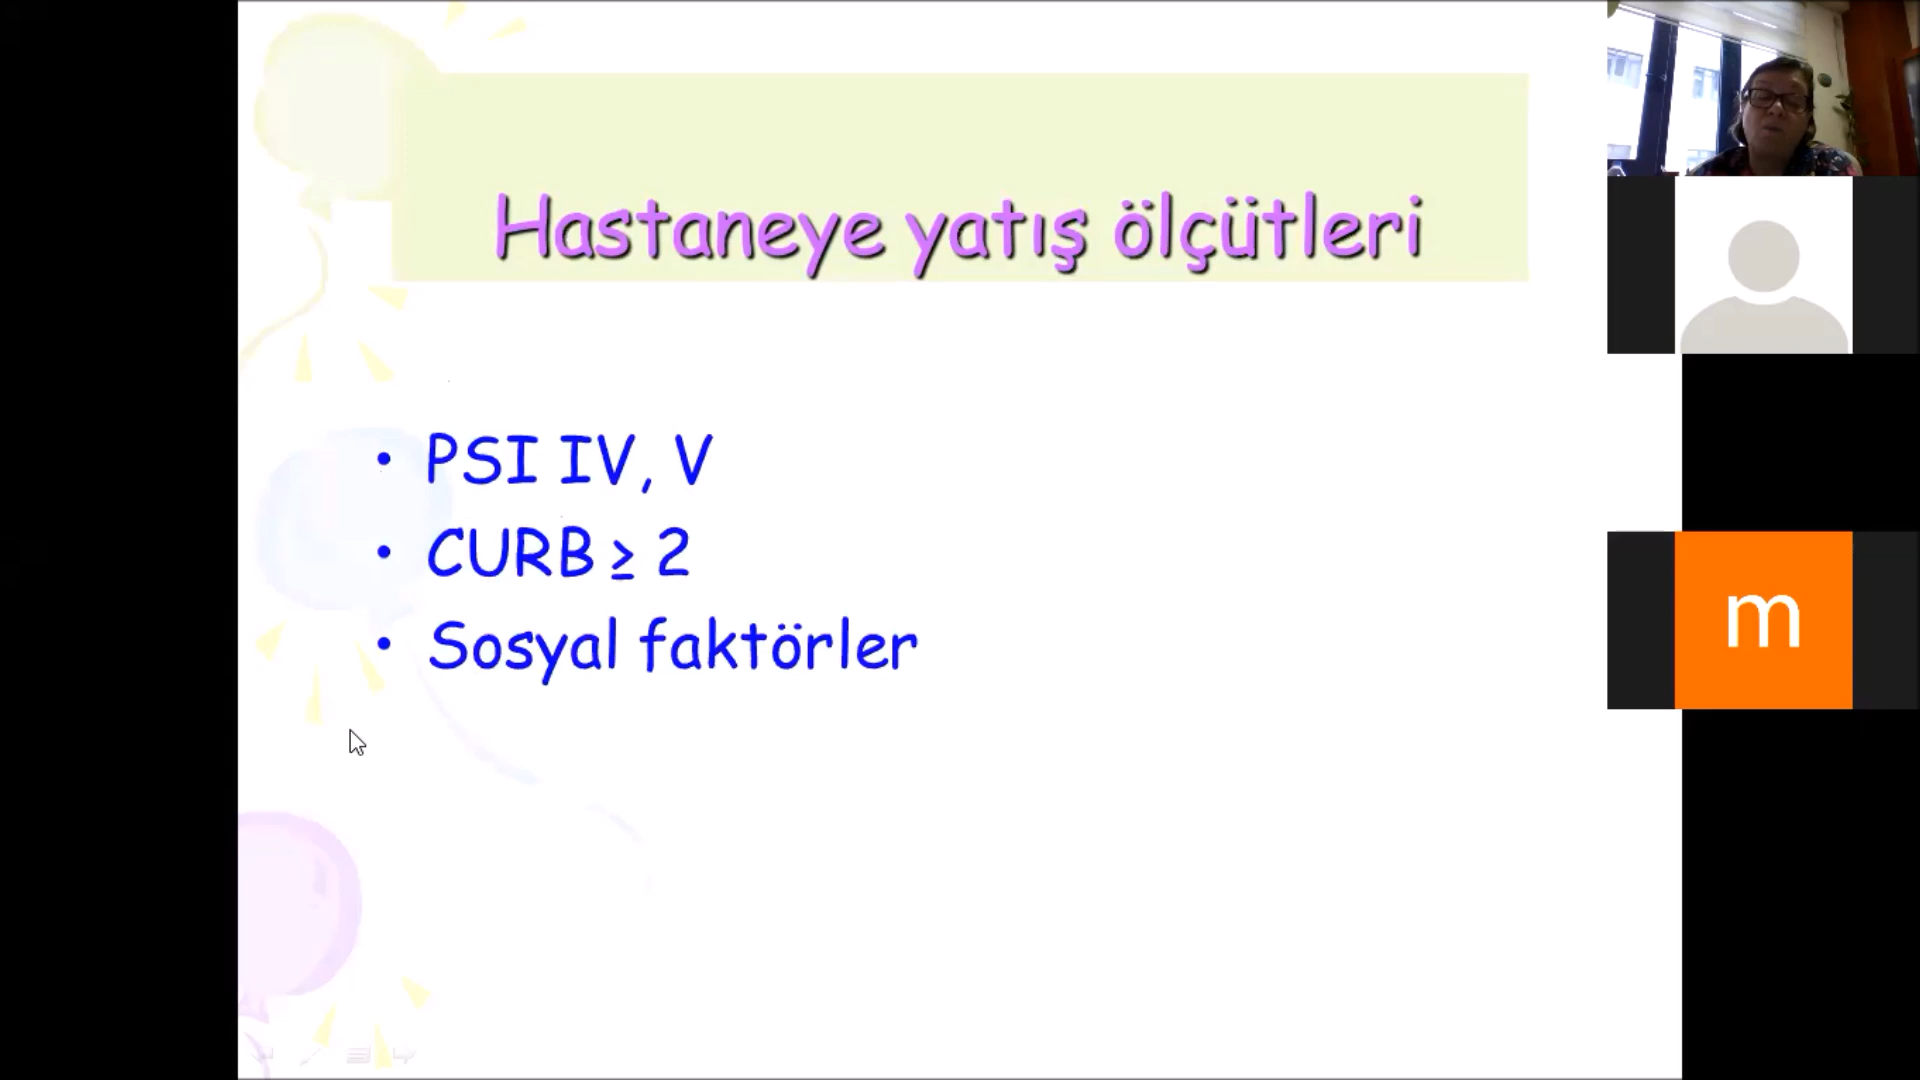 Hastaneye yatış ölçütleri
• PSI IV, V
• CURB ≥ 2
• Sosyal faktörler
m